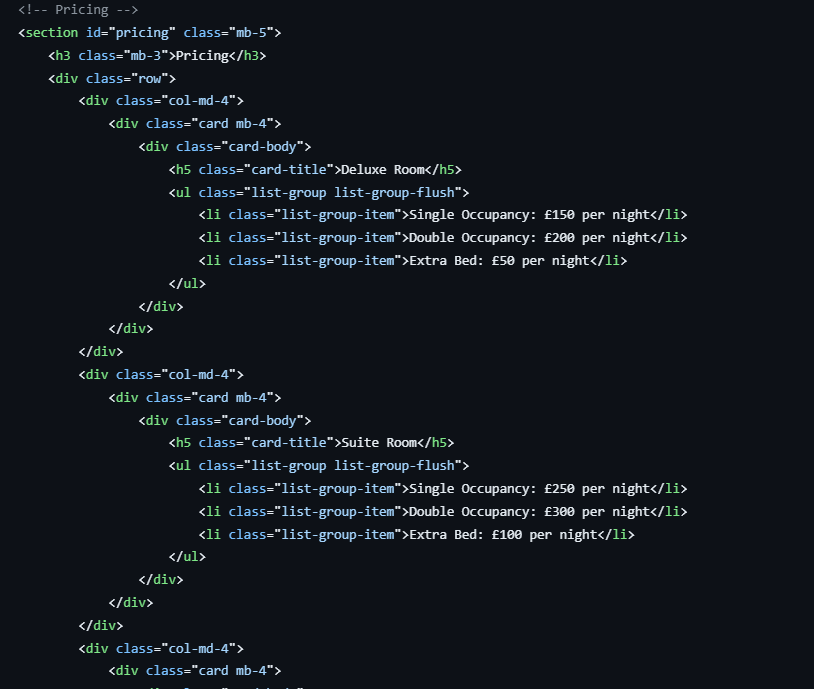 <!-- Pricing -->
<section id="pricing" class="mb-5">
    <h3 class="mb-3">Pricing</h3>
    <div class="row">
        <div class="col-md-4">
            <div class="card mb-4">
                <div class="card-body">
                    <h5 class="card-title">Deluxe Room</h5>
                    <ul class="list-group list-group-flush">
                        <li class="list-group-item">Single Occupancy: £150 per night</li>
                        <li class="list-group-item">Double Occupancy: £200 per night</li>
                        <li class="list-group-item">Extra Bed: £50 per night</li>
                    </ul>
                </div>
            </div>
        </div>
        <div class="col-md-4">
            <div class="card mb-4">
                <div class="card-body">
                    <h5 class="card-title">Suite Room</h5>
                    <ul class="list-group list-group-flush">
                        <li class="list-group-item">Single Occupancy: £250 per night</li>
                        <li class="list-group-item">Double Occupancy: £300 per night</li>
                        <li class="list-group-item">Extra Bed: £100 per night</li>
                    </ul>
                </div>
            </div>
        </div>
        <div class="col-md-4">
            <div class="card mb-4">